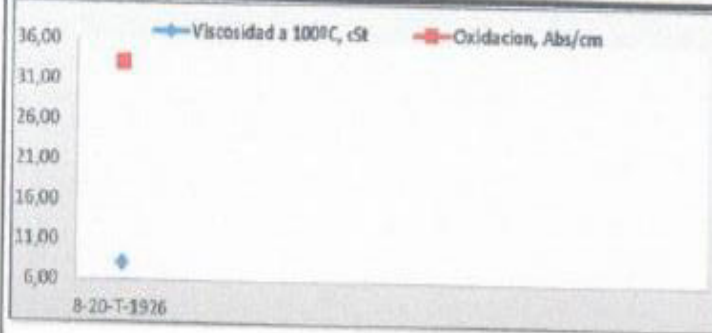 Viscosidad a 100ºC, cSt
Oxidacion, Abs/cm
36,00
31,00
26,00
21,00
16,00
11,00
6,00
8-20-T-1926